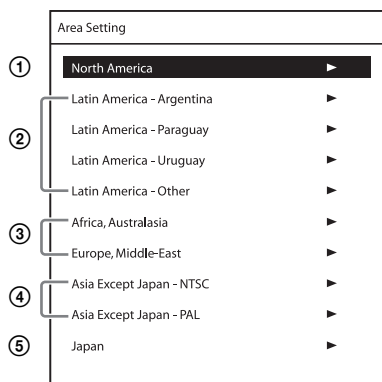 Area Setting
① North America ►
Latin America - Argentina ►
② Latin America - Paraguay ►
Latin America - Uruguay ►
Latin America - Other ►
③ Africa, Australasia ►
Europe, Middle-East ►
④ Asia Except Japan - NTSC ►
Asia Except Japan - PAL ►
⑤ Japan ►